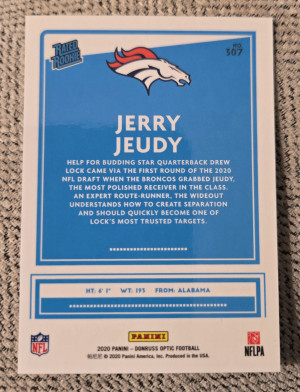 RATED
ROOKIE
NO.
307
JERRY
JEUDY
HELP FOR BUDDING STAR QUARTERBACK DREW
LOCK CAME VIA THE FIRST ROUND OF THE 2020
NFL DRAFT WHEN THE BRONCOS GRABBED JEUDY,
THE MOST POLISHED RECEIVER IN THE CLASS.
AN EXPERT ROUTE-RUNNER, THE WIDEOUT
UNDERSTANDS HOW TO CREATE SEPARATION
AND SHOULD QUICKLY BECOME ONE OF
LOCK'S MOST TRUSTED TARGETS.
HT: 6' 1" WT: 193 FROM: ALABAMA
PANINI
NFL
2020 PANINI – DONRUSS OPTIC FOOTBALL
© 2020 Panini America, Inc. Produced in the USA.
NFLPA